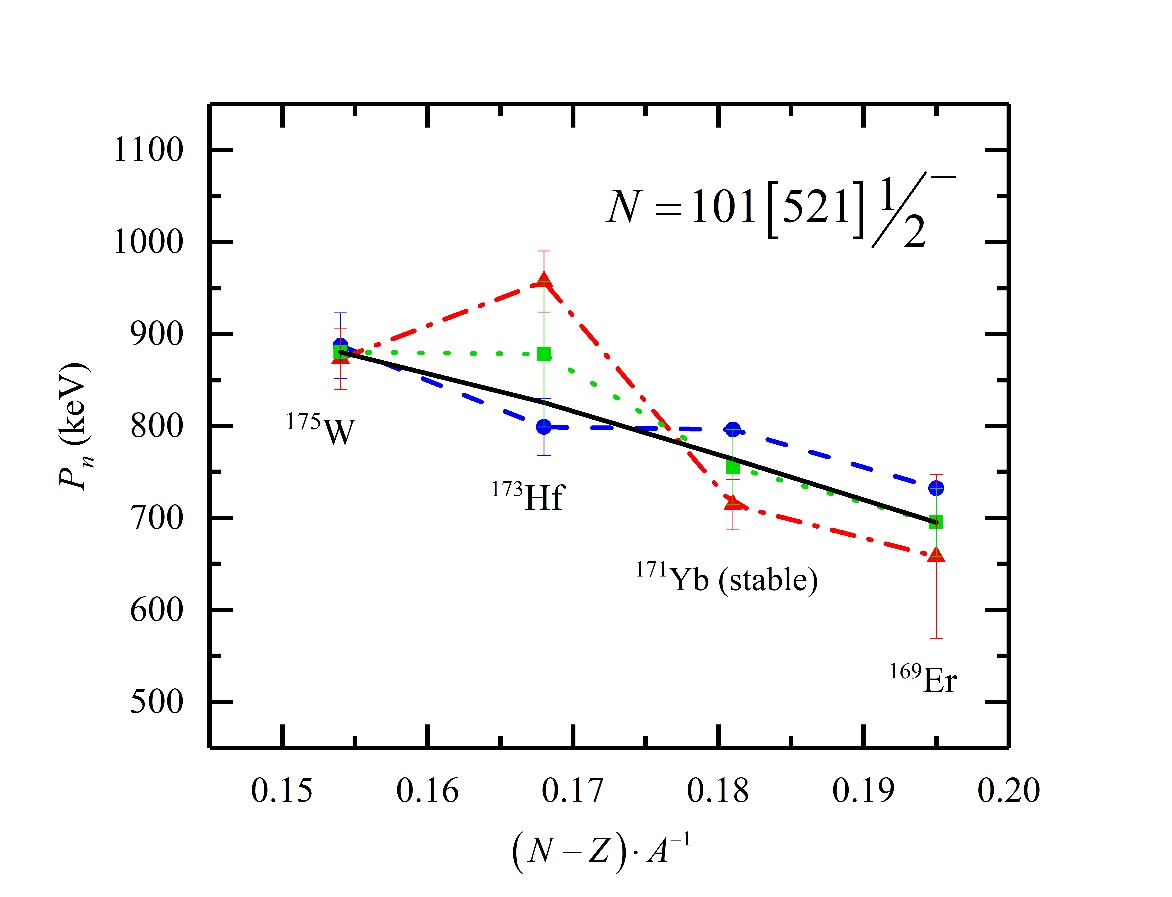 1100
1000
900
800
700
600
500
P_n (keV)
N = 101[521] 1/2⁻
¹⁷⁵W
¹⁷³Hf
¹⁷¹Yb (stable)
¹⁶⁹Er
0.15 0.16 0.17 0.18 0.19 0.20
(N − Z) · A⁻¹